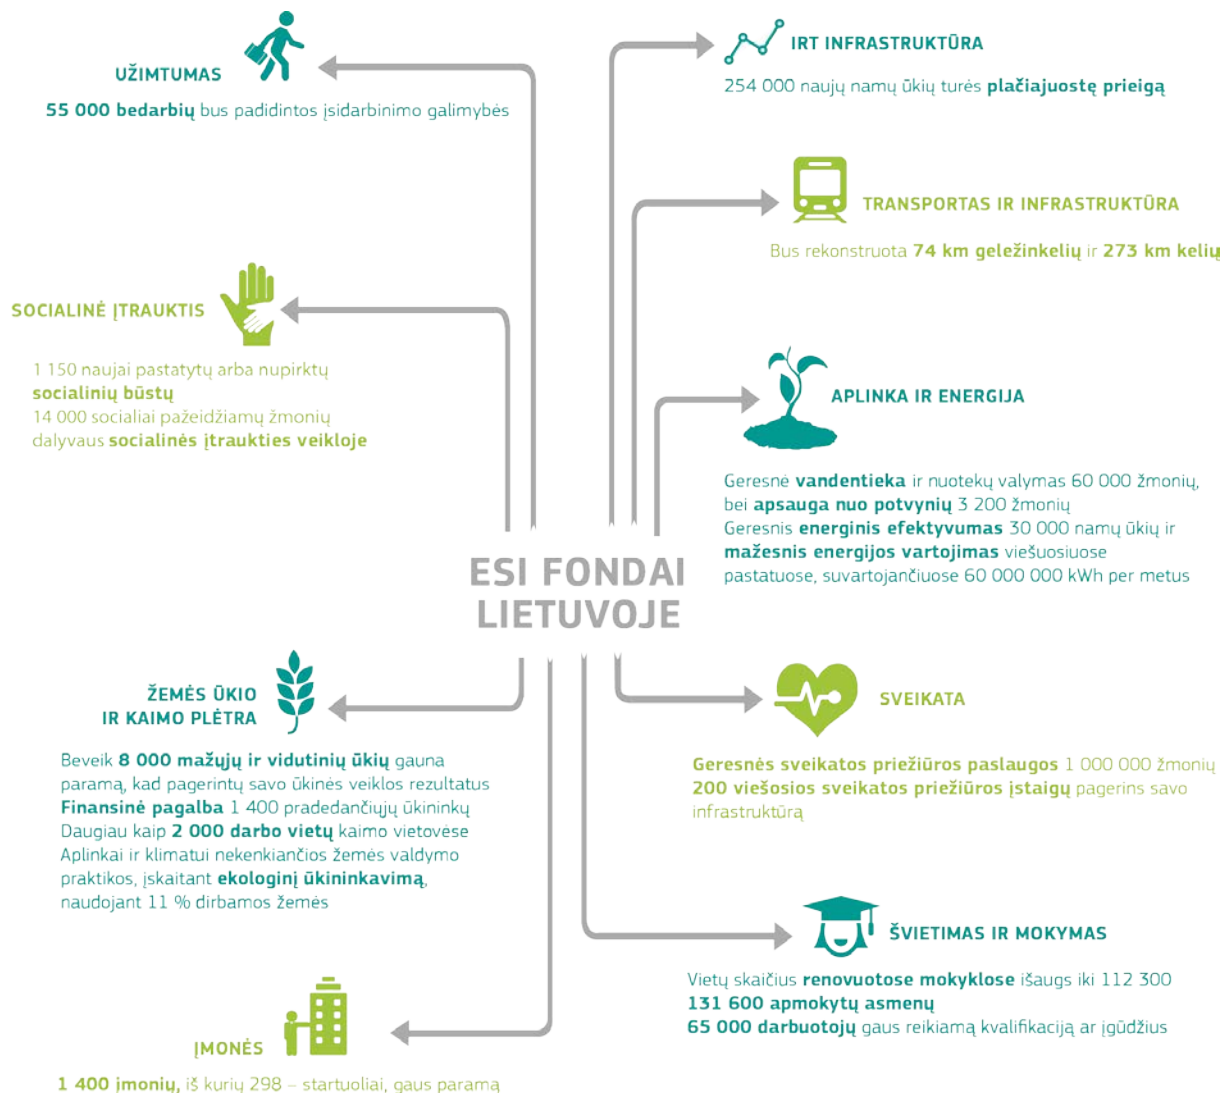 UŽIMTUMAS
55 000 bedarbių bus padidintos įsidarbinimo galimybės
IRT INFRASTRUKTŪRA
254 000 naujų namų ūkių turės plačiajuostę prieigą
TRANSPORTAS IR INFRASTRUKTŪRA
Bus rekonstruota 74 km geležinkelių ir 273 km kelių
SOCIALINĖ ĮTRAUKTIS
1 150 naujai pastatytų arba nupirktų
socialinių būstų
14 000 socialiai pažeidžiamų žmonių
dalyvaus socialinės įtraukties veikloje
APLINKA IR ENERGIJA
Geresnė vandentieka ir nuotekų valymas 60 000 žmonių,
bei apsauga nuo potvynių 3 200 žmonių
Geresnis energinis efektyvumas 30 000 namų ūkių ir
mažesnis energijos vartojimas viešuosiuose
pastatuose, suvartojančiuose 60 000 000 kWh per metus
ESI FONDAI
LIETUVOJE
ŽEMĖS ŪKIO
IR KAIMO PLĖTRA
Beveik 8 000 mažųjų ir vidutinių ūkių gauna
paramą, kad pagerintų savo ūkinės veiklos rezultatus
Finansinė pagalba 1 400 pradedančiųjų ūkininkų
Daugiau kaip 2 000 darbo vietų kaimo vietovėse
Aplinkai ir klimatui nekenkiančios žemės valdymo
praktikos, įskaitant ekologinį ūkininkavimą,
naudojant 11 % dirbamos žemės
SVEIKATA
Geresnės sveikatos priežiūros paslaugos 1 000 000 žmonių
200 viešosios sveikatos priežiūros įstaigų pagerins savo
infrastruktūrą
ŠVIETIMAS IR MOKYMAS
Vietų skaičius renovuotose mokyklose išaugs iki 112 300
131 600 apmokytų asmenų
65 000 darbuotojų gaus reikiamą kvalifikaciją ar įgūdžius
ĮMONĖS
1 400 įmonių, iš kurių 298 – startuoliai, gaus paramą